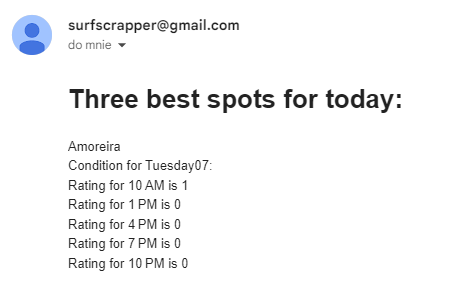 surfscrapper@gmail.com
do mnie
Three best spots for today:
Amoreira
Condition for Tuesday07:
Rating for 10 AM is 1
Rating for 1 PM is 0
Rating for 4 PM is 0
Rating for 7 PM is 0
Rating for 10 PM is 0